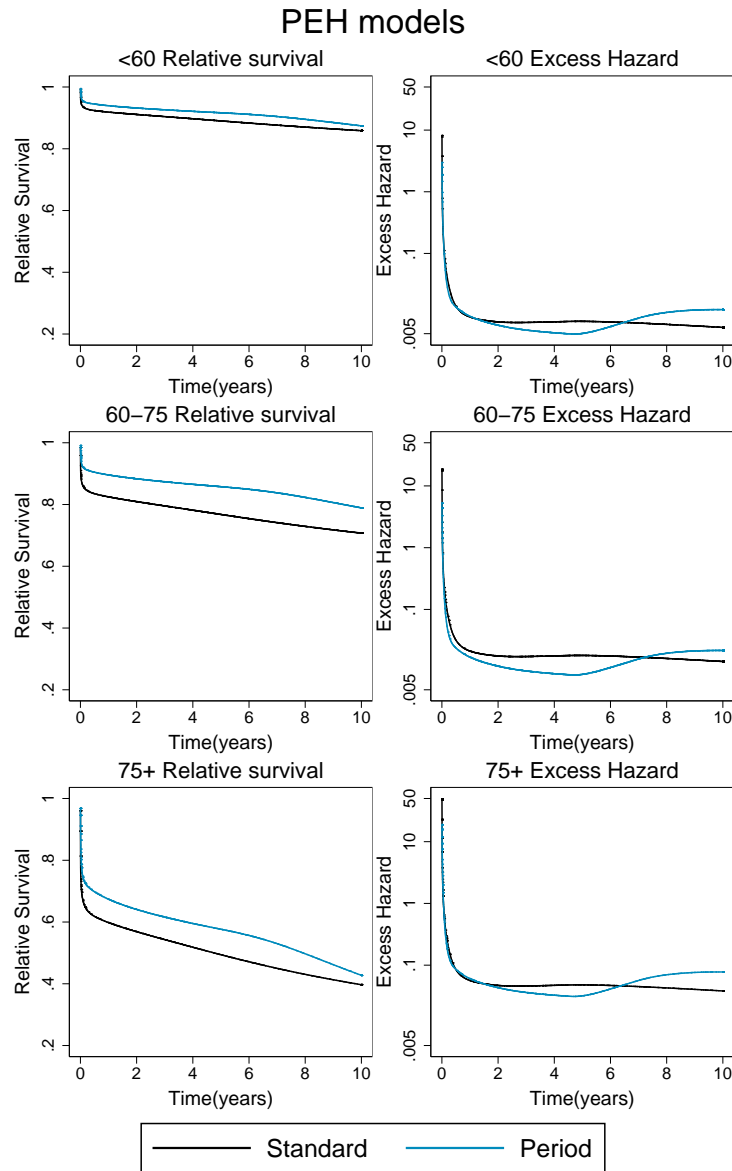 PEH models
<60 Relative survival
Relative Survival
1
.8
.6
.4
.2
0 2 4 6 8 10
Time(years)
<60 Excess Hazard
Excess Hazard
50
10
1
.1
.005
0 2 4 6 8 10
Time(years)
60−75 Relative survival
Relative Survival
1
.8
.6
.4
.2
0 2 4 6 8 10
Time(years)
60−75 Excess Hazard
Excess Hazard
50
10
1
.1
.005
0 2 4 6 8 10
Time(years)
75+ Relative survival
Relative Survival
1
.8
.6
.4
.2
0 2 4 6 8 10
Time(years)
75+ Excess Hazard
Excess Hazard
50
10
1
.1
.005
0 2 4 6 8 10
Time(years)
Standard Period